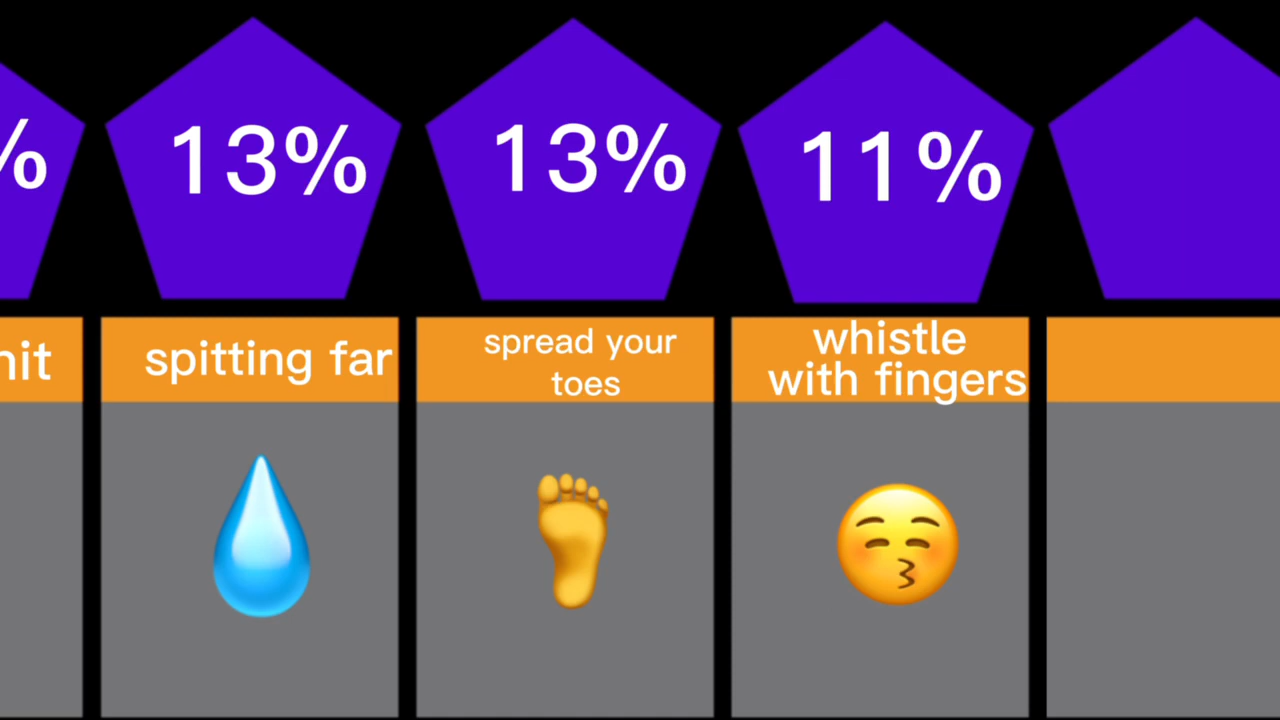 %
13%
13%
11%
spitting far
spread your
toes
whistle
with fingers